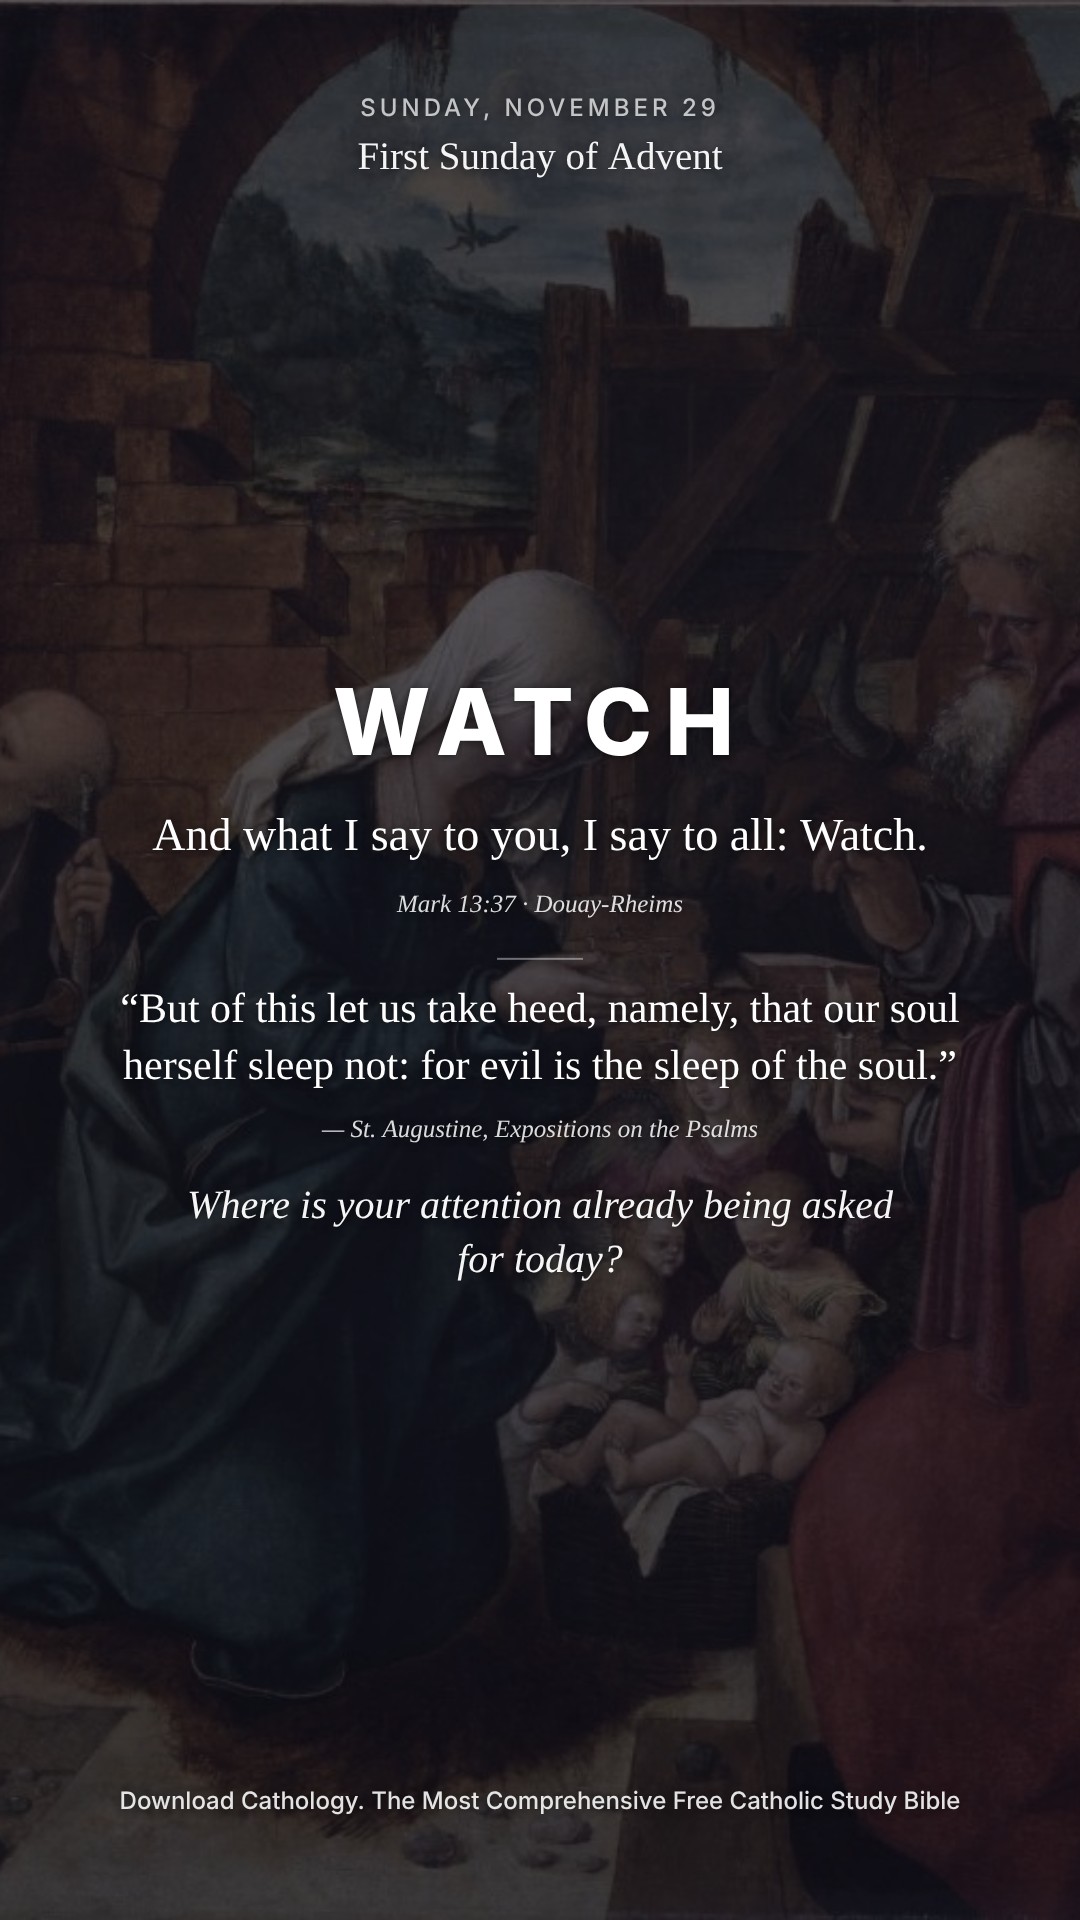 SUNDAY, NOVEMBER 29
First Sunday of Advent
WATCH
And what I say to you, I say to all: Watch.
Mark 13:37 · Douay-Rheims
“But of this let us take heed, namely, that our soul
herself sleep not: for evil is the sleep of the soul.”
— St. Augustine, Expositions on the Psalms
Where is your attention already being asked
for today?
Download Cathology. The Most Comprehensive Free Catholic Study Bible